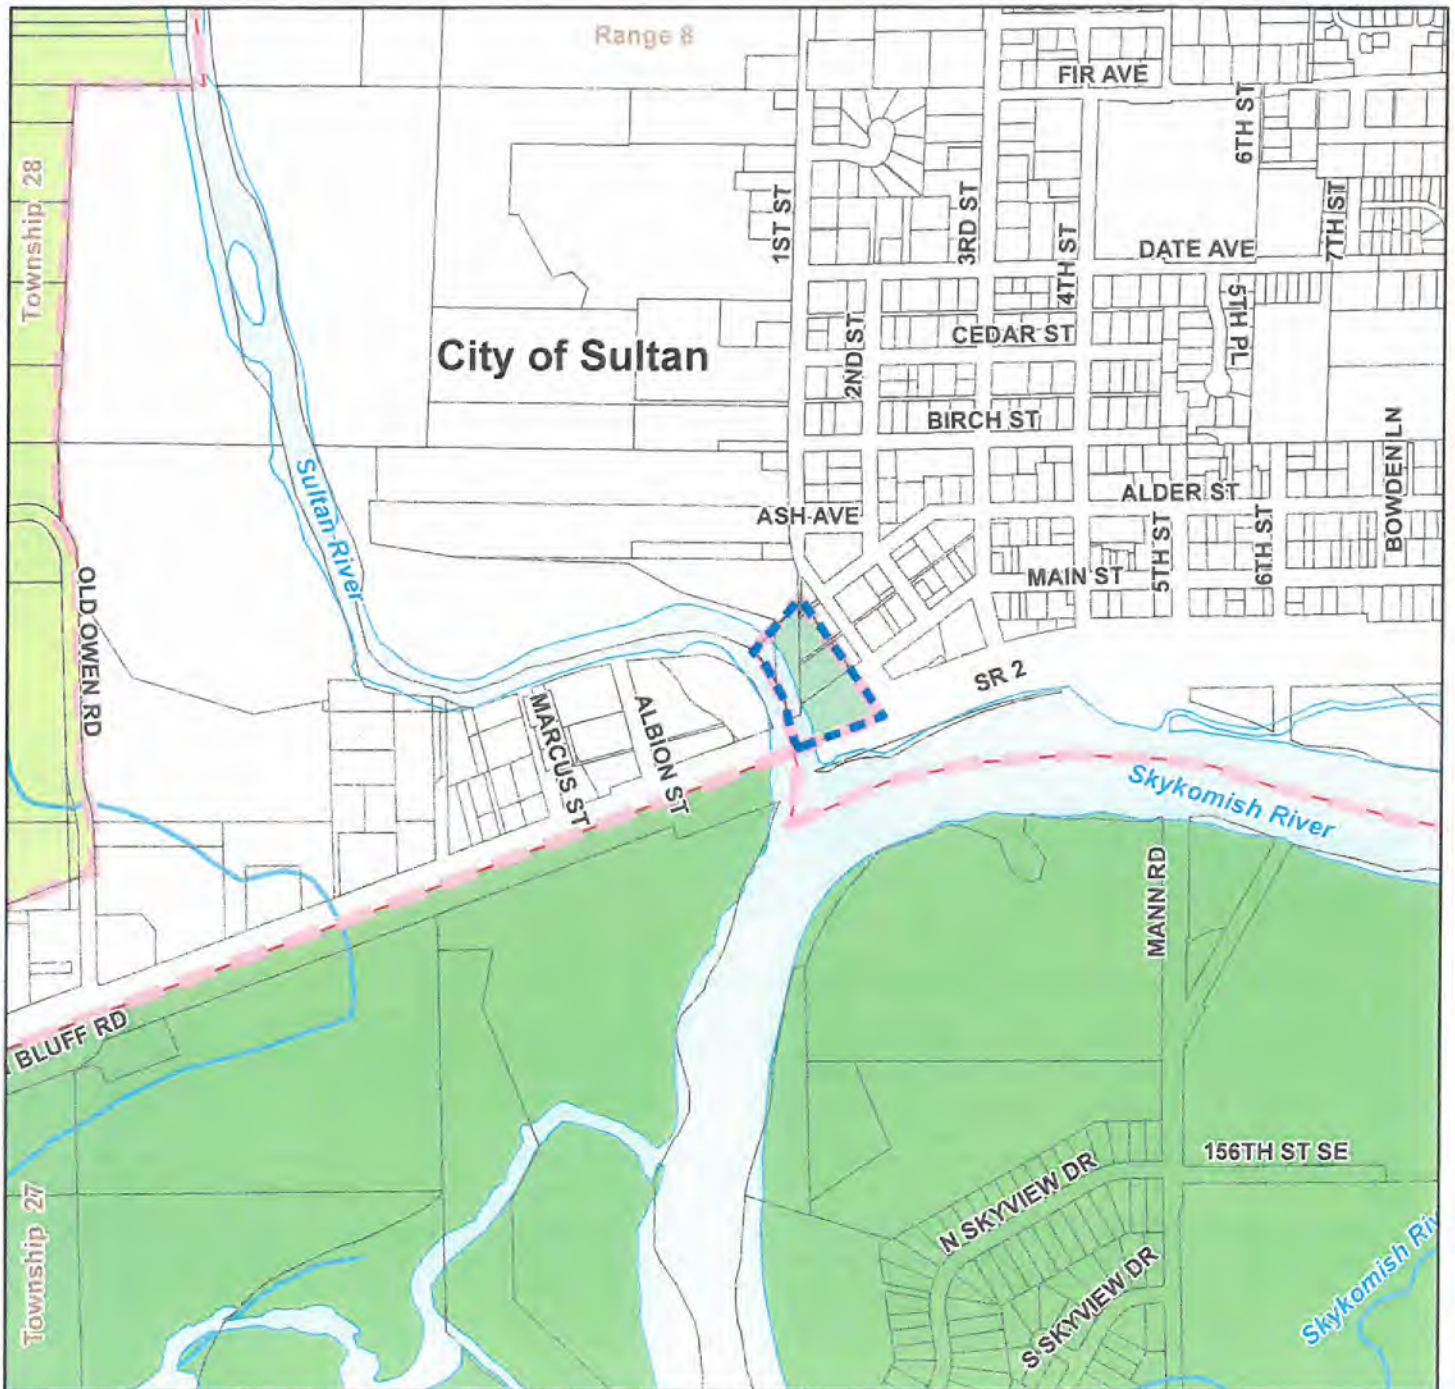 Range 8
FIR AVE
6TH ST
Township 28
1ST ST
3RD ST
4TH ST
7TH ST
DATE AVE
5TH PL
City of Sultan
2ND ST
CEDAR ST
BIRCH ST
BOWDEN LN
Sultan River
ALDER ST
ASH AVE
5TH ST
6TH ST
MAIN ST
OLD OWEN RD
SR 2
MARCUS ST
ALBION ST
Skykomish River
MANN RD
BLUFF RD
156TH ST SE
N SKYVIEW DR
Township 27
S SKYVIEW DR
Skykomish Riv